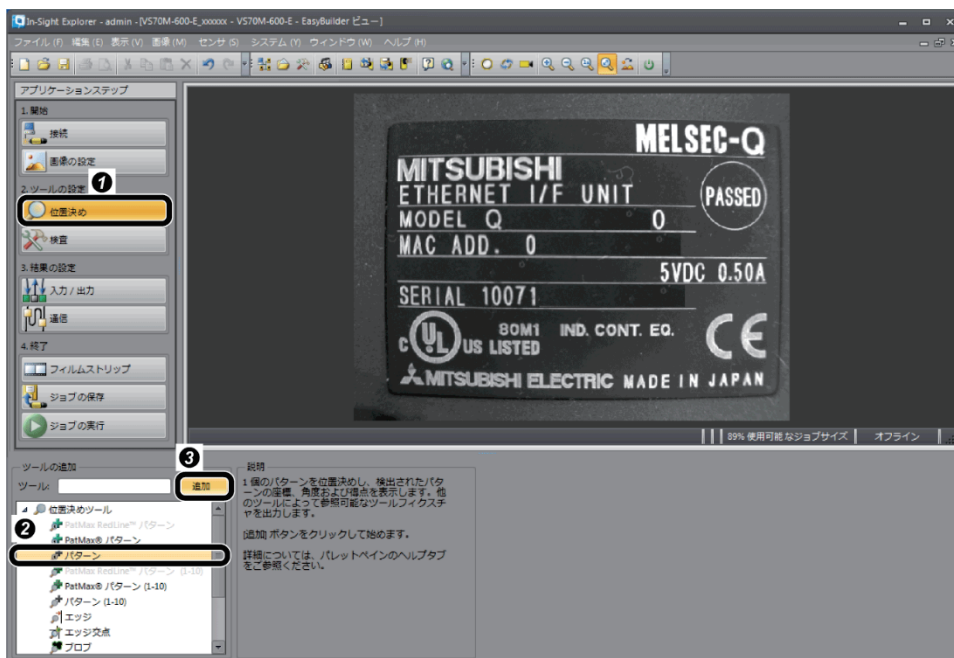 In-Sight Explorer - admin - [VS70M-600-E_xxxxxx - VS70M-600-E - EasyBuilder ビュー]
ファイル (F) 編集 (E) 表示 (V) 画像 (M) センサ (S) システム (Y) ウィンドウ (W) ヘルプ (H)
アプリケーションステップ
1. 開始
接続
画像の設定
2. ツールの設定
1
位置決め
検査
3. 結果の設定
入力 / 出力
通信
4. 終了
フィルムストリップ
ジョブの保存
ジョブの実行
MELSEC-Q
MITSUBISHI
ETHERNET I/F UNIT
PASSED
MODEL Q 0
MAC ADD. 0
5VDC 0.50A
SERIAL 10071
C UL US LISTED 80M1 IND. CONT. EQ. CE
MITSUBISHI ELECTRIC MADE IN JAPAN
89% 使用可能なジョブサイズ オフライン
ツールの追加
3
ツール: 追加
位置決めツール
2
PatMax RedLine™ パターン
PatMax® パターン
パターン
PatMax RedLine™ パターン (1-10)
PatMax® パターン (1-10)
パターン (1-10)
エッジ
エッジ交点
ブロブ
説明
1 個のパターンを位置決めし、検出されたパタ
ーンの座標、角度および得点を表示します。他
のツールによって参照可能なツールフィクスチ
ャを出力します。
[追加] ボタンをクリックして始めます。
詳細については、パレットペインのヘルプタブ
をご参照ください。